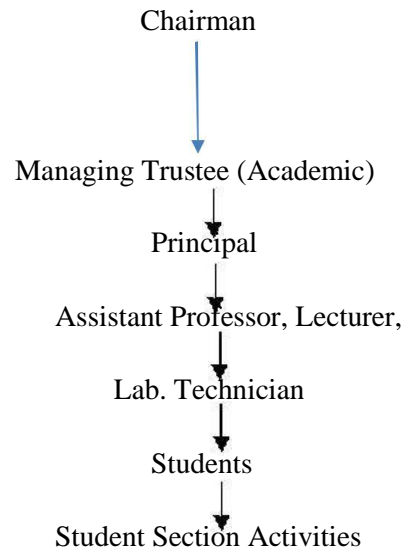 Chairman
Managing Trustee (Academic)
Principal
Assistant Professor, Lecturer,
Lab. Technician
Students
Student Section Activities